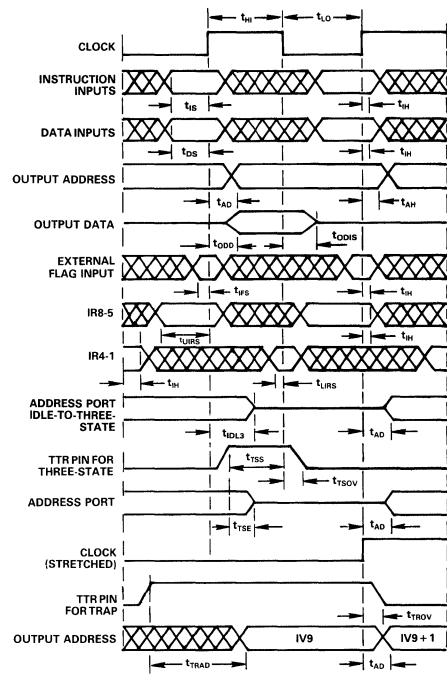 tHI tLO
CLOCK
INSTRUCTION
INPUTS
tIS tIH
DATA INPUTS
tDS tIH
OUTPUT ADDRESS
tAD tAH
OUTPUT DATA
tODD tODIS
EXTERNAL
FLAG INPUT
tIFS tIH
IR8-5
tUIRS tIH
IR4-1
tIH tLIRS
ADDRESS PORT
IDLE-TO-THREE-
STATE
tIDL3 tAD
TTR PIN FOR
THREE-STATE
tTSS tTSOV
ADDRESS PORT
tTSE tAD
CLOCK
(STRETCHED)
TTR PIN
FOR TRAP
tTROV
OUTPUT ADDRESS IV9 IV9 + 1
tTRAD tAD